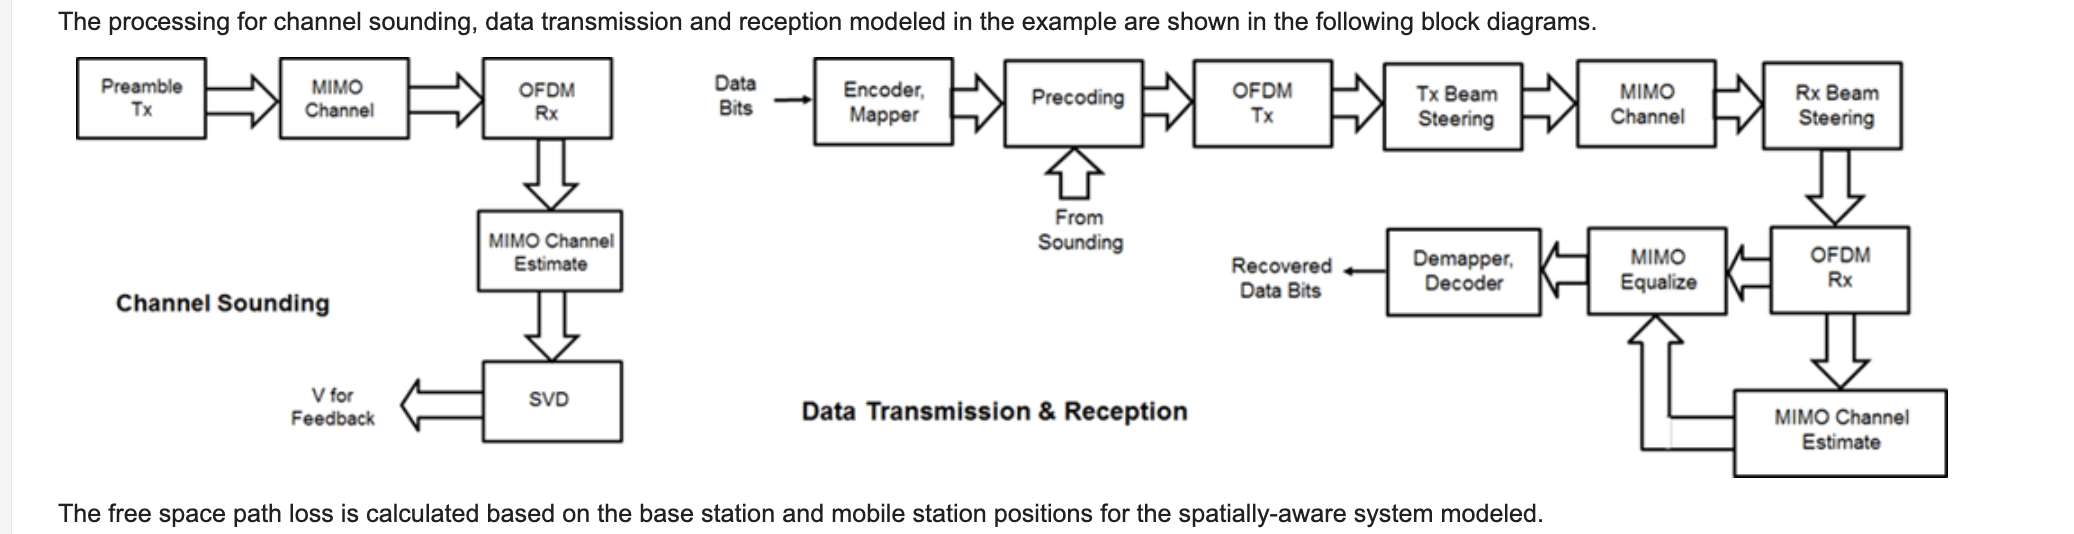 The processing for channel sounding, data transmission and reception modeled in the example are shown in the following block diagrams.
Preamble
Tx
MIMO
Channel
OFDM
Rx
MIMO Channel
Estimate
SVD
V for
Feedback
Channel Sounding
Data
Bits
Encoder,
Mapper
Precoding
From
Sounding
OFDM
Tx
Tx Beam
Steering
MIMO
Channel
Rx Beam
Steering
OFDM
Rx
MIMO Channel
Estimate
MIMO
Equalize
Demapper,
Decoder
Recovered
Data Bits
Data Transmission & Reception
The free space path loss is calculated based on the base station and mobile station positions for the spatially-aware system modeled.